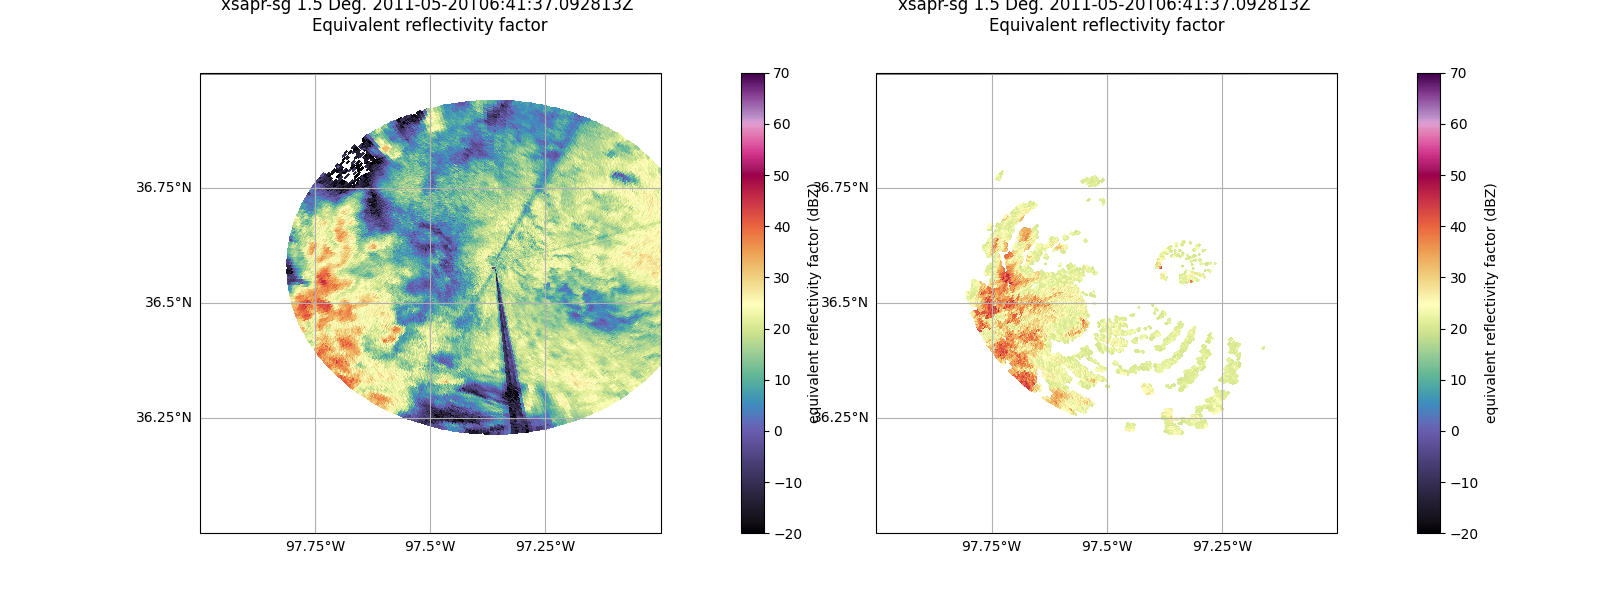 xsapr-sg 1.5 Deg. 2011-05-20T06:41:37.092813Z
Equivalent reflectivity factor
36.75°N
36.5°N
36.25°N
97.75°W
97.5°W
97.25°W
70
60
50
40
30
20
10
0
−10
−20
equivalent reflectivity factor (dBZ)
xsapr-sg 1.5 Deg. 2011-05-20T06:41:37.092813Z
Equivalent reflectivity factor
36.75°N
36.5°N
36.25°N
97.75°W
97.5°W
97.25°W
70
60
50
40
30
20
10
0
−10
−20
equivalent reflectivity factor (dBZ)